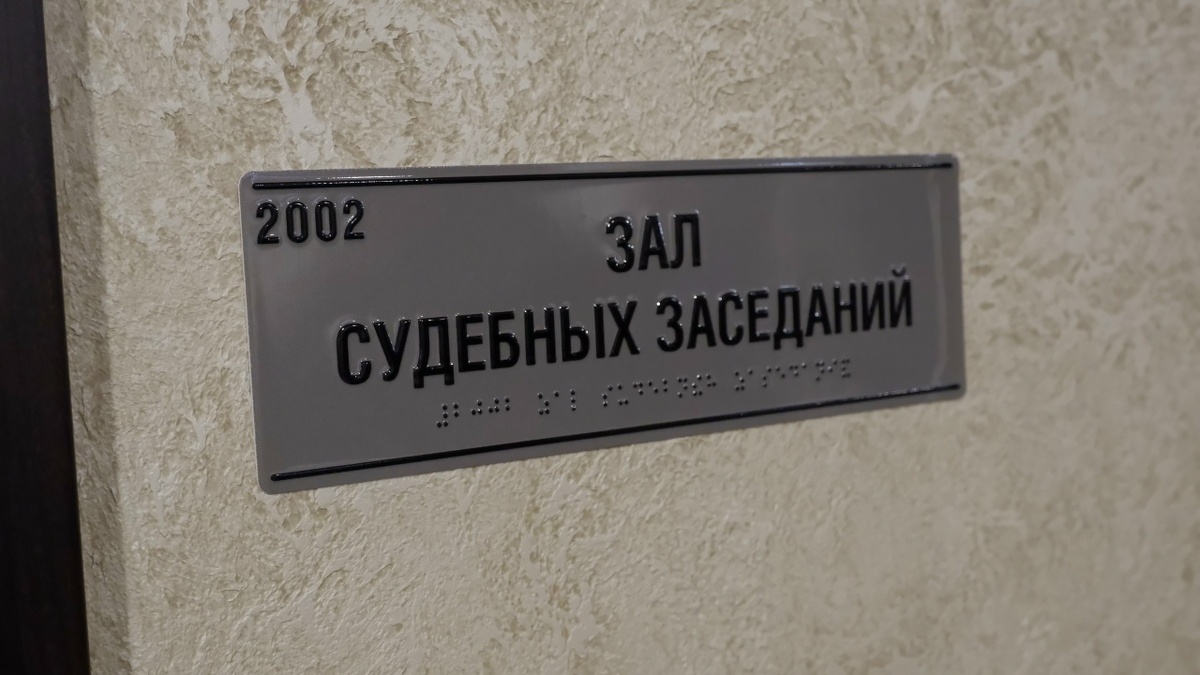 2002
ЗАЛ
СУДЕБНЫХ ЗАСЕДАНИЙ
⠼⠃⠚⠚⠃ ⠵⠁⠇ ⠎⠥⠙⠑⠃⠝⠮⠓ ⠵⠁⠎⠑⠙⠁⠝⠊⠯